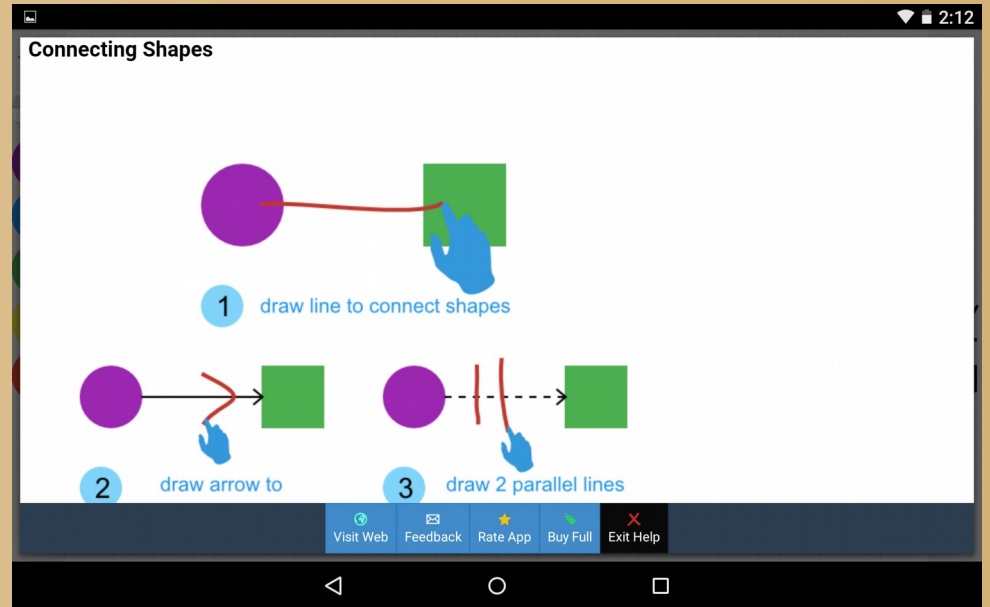 2:12
Connecting Shapes
1 draw line to connect shapes
2 draw arrow to
3 draw 2 parallel lines
Visit Web
Feedback
Rate App
Buy Full
Exit Help